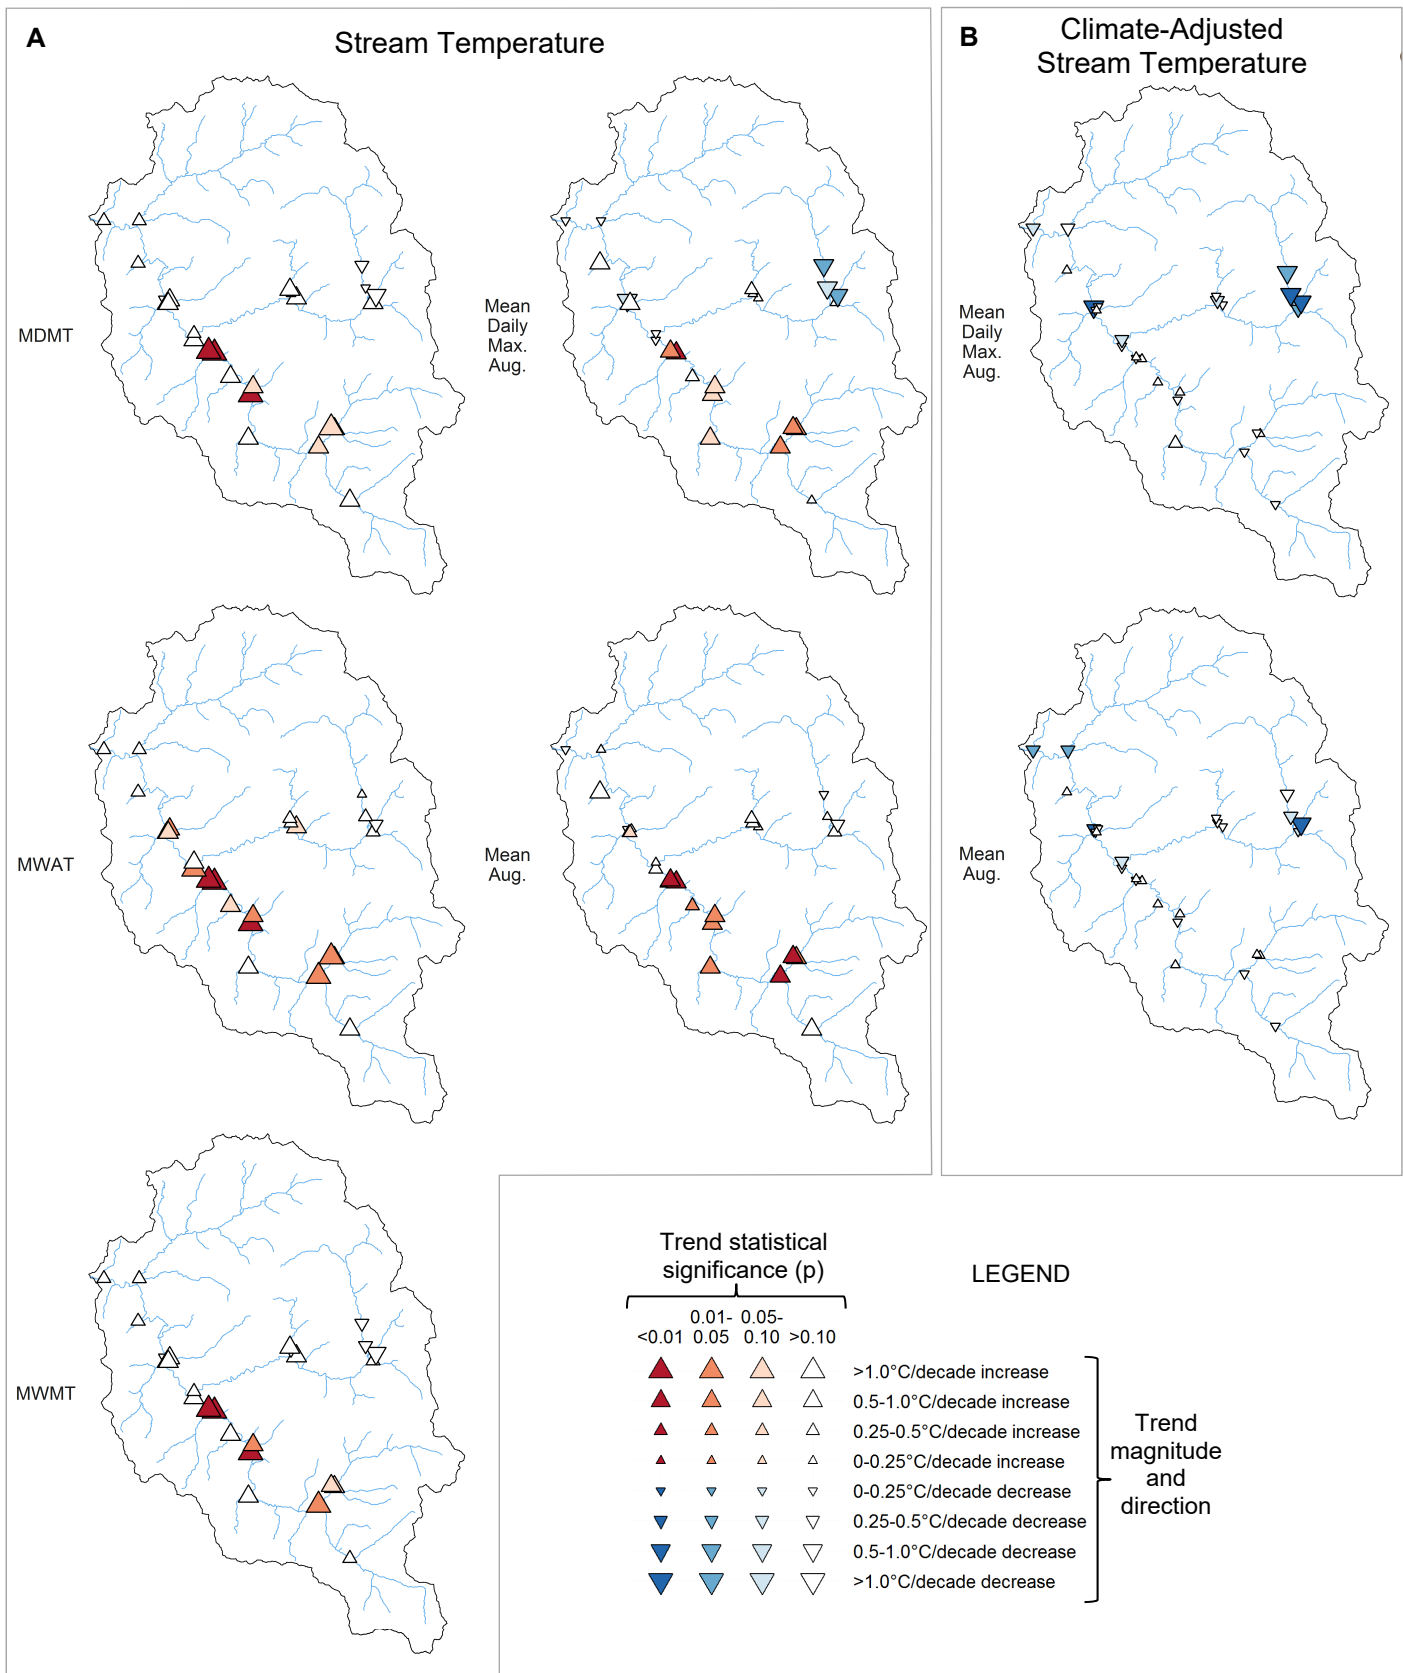 A
Stream Temperature
B
Climate-Adjusted
Stream Temperature
MDMT
Mean
Daily
Max.
Aug.
Mean
Daily
Max.
Aug.
MWAT
Mean
Aug.
Mean
Aug.
MWMT
Trend statistical
significance (p)
LEGEND
0.01- 0.05-
<0.01 0.05 0.10 >0.10
>1.0°C/decade increase
0.5-1.0°C/decade increase
0.25-0.5°C/decade increase
0-0.25°C/decade increase
0-0.25°C/decade decrease
0.25-0.5°C/decade decrease
0.5-1.0°C/decade decrease
>1.0°C/decade decrease
Trend
magnitude
and
direction